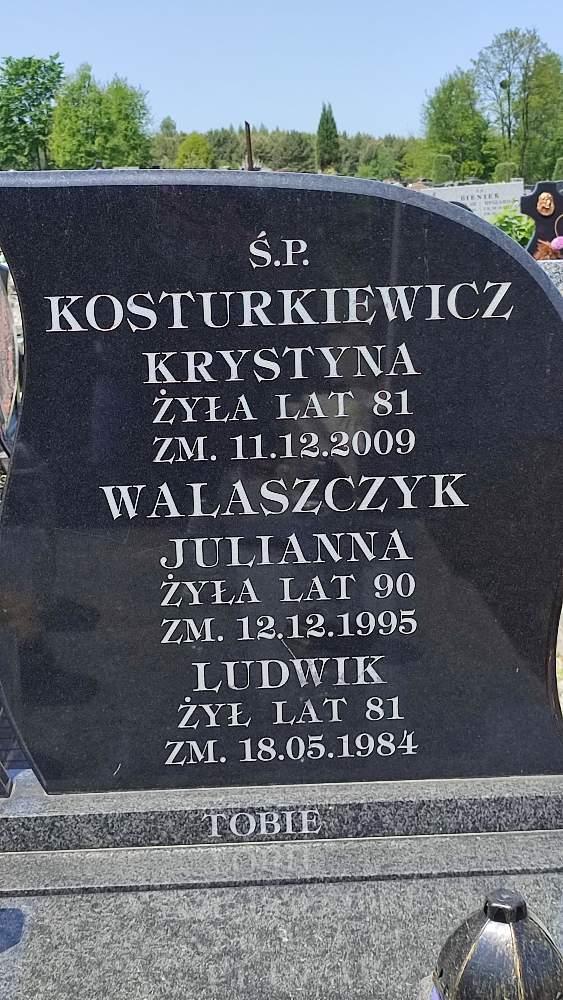 Ś.P.
KOSTURKIEWICZ
KRYSTYNA
ŻYŁA LAT 81
ZM. 11.12.2009
WALASZCZYK
JULIANNA
ŻYŁA LAT 90
ZM. 12.12.1995
LUDWIK
ŻYŁ LAT 81
ZM. 18.05.1984
TOBIE
BIENIEK